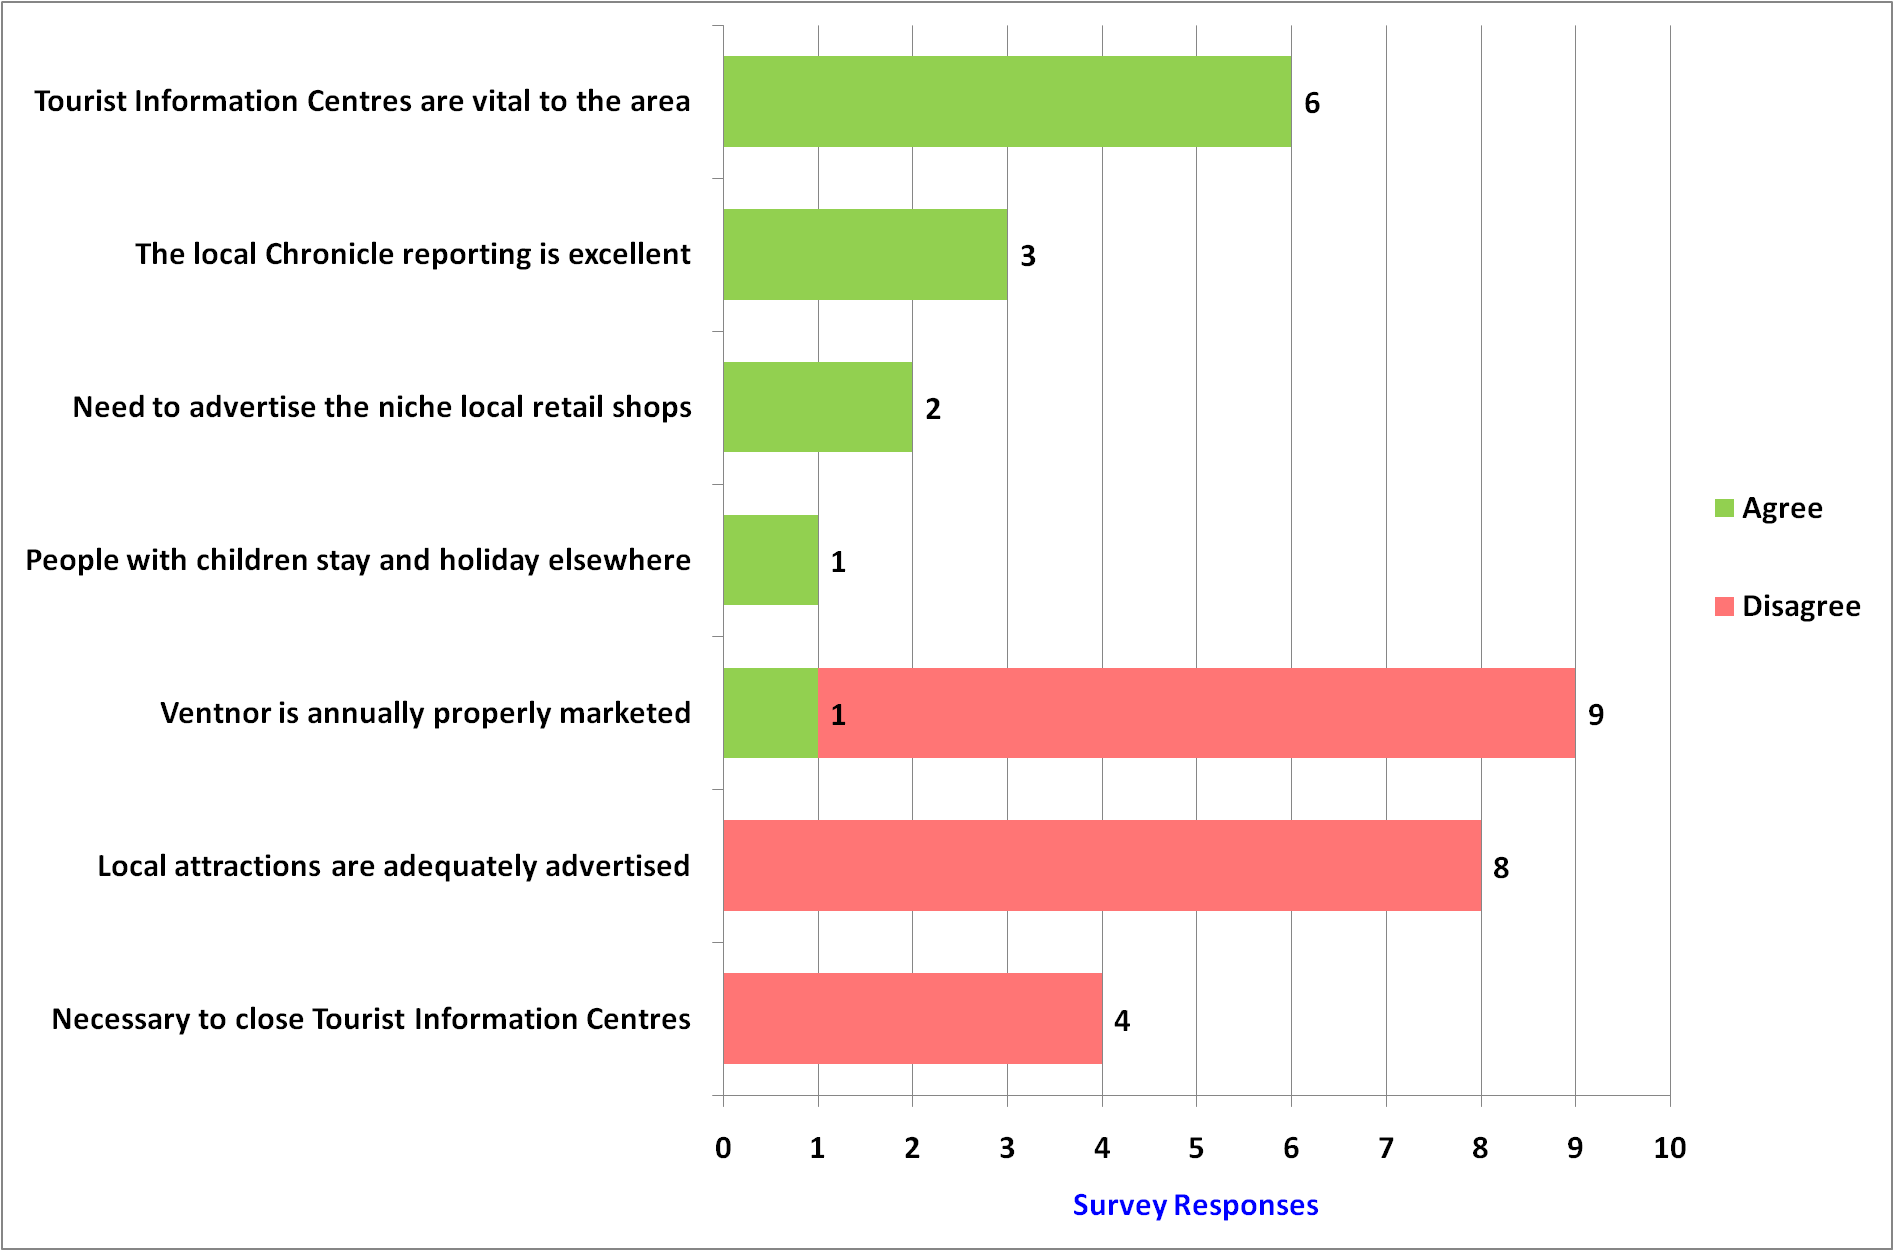 Tourist Information Centres are vital to the area
6
The local Chronicle reporting is excellent
3
Need to advertise the niche local retail shops
2
People with children stay and holiday elsewhere
1
Agree
Disagree
Ventnor is annually properly marketed
1
9
Local attractions are adequately advertised
8
Necessary to close Tourist Information Centres
4
0 1 2 3 4 5 6 7 8 9 10
Survey Responses